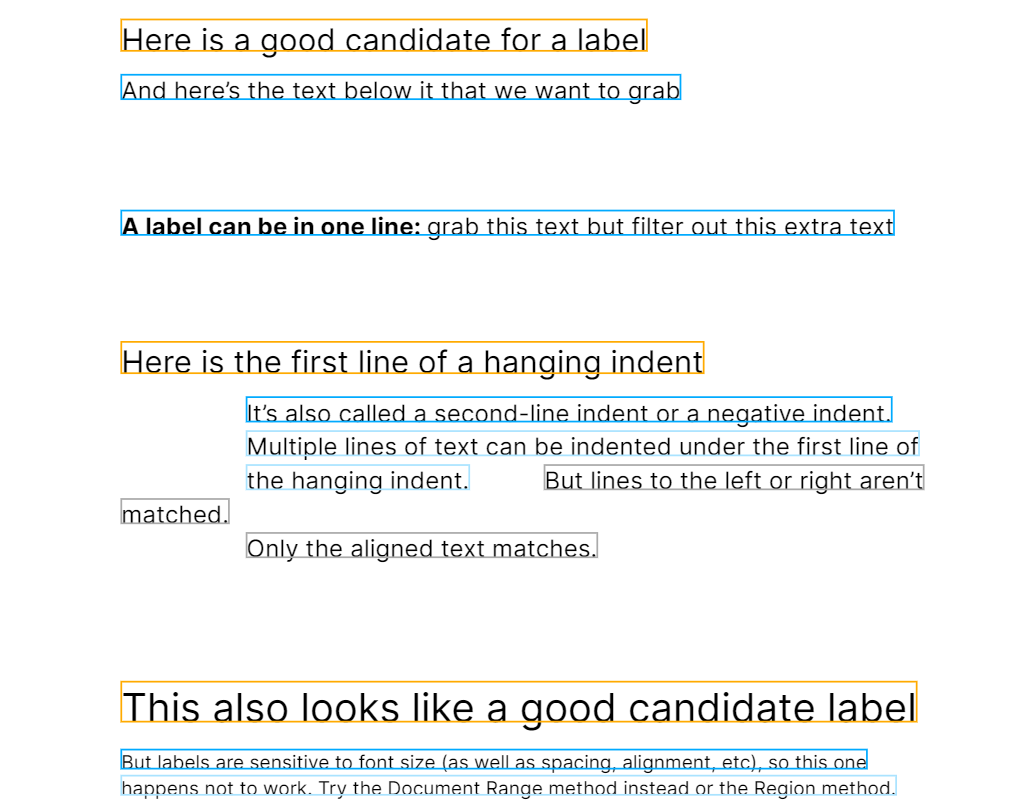 Here is a good candidate for a label
And here’s the text below it that we want to grab
A label can be in one line: grab this text but filter out this extra text
Here is the first line of a hanging indent
It’s also called a second-line indent or a negative indent.
Multiple lines of text can be indented under the first line of
the hanging indent. But lines to the left or right aren’t
matched.
Only the aligned text matches.
This also looks like a good candidate label
But labels are sensitive to font size (as well as spacing, alignment, etc), so this one
happens not to work. Try the Document Range method instead or the Region method.